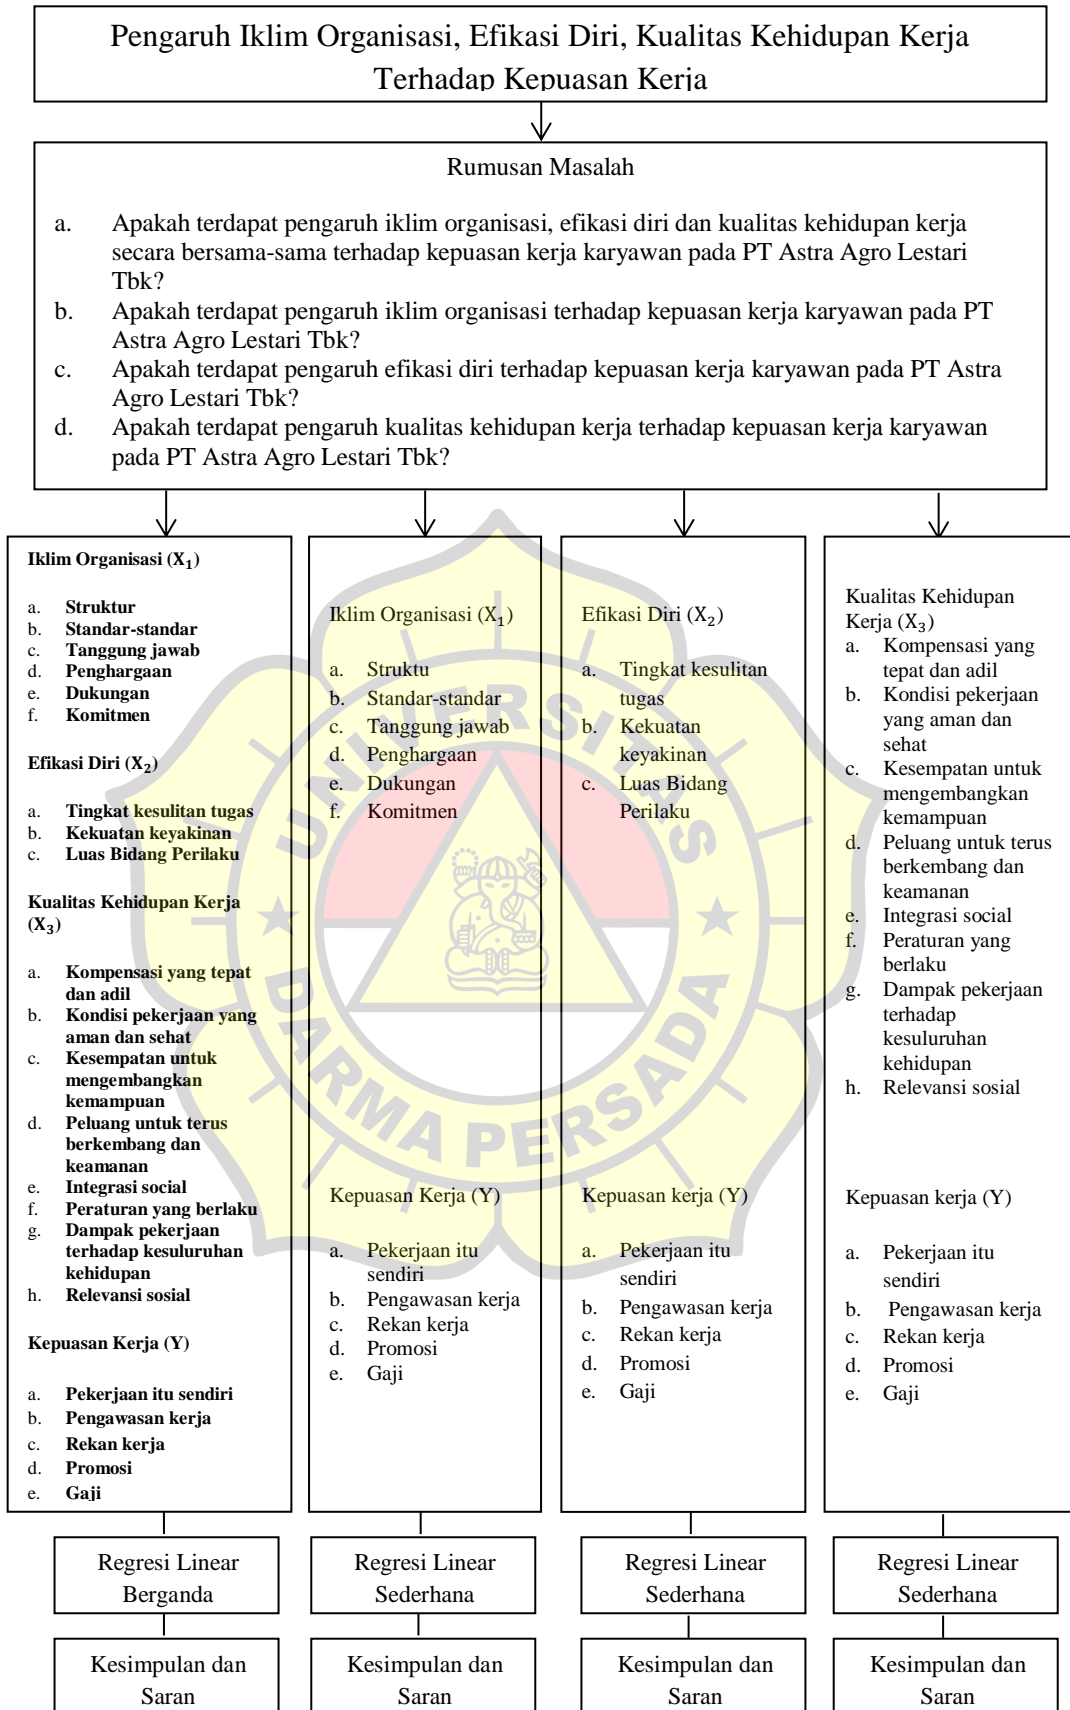 Pengaruh Iklim Organisasi, Efikasi Diri, Kualitas Kehidupan Kerja
Terhadap Kepuasan Kerja
Rumusan Masalah
a. Apakah terdapat pengaruh iklim organisasi, efikasi diri dan kualitas kehidupan kerja
secara bersama-sama terhadap kepuasan kerja karyawan pada PT Astra Agro Lestari
Tbk?
b. Apakah terdapat pengaruh iklim organisasi terhadap kepuasan kerja karyawan pada PT
Astra Agro Lestari Tbk?
c. Apakah terdapat pengaruh efikasi diri terhadap kepuasan kerja karyawan pada PT Astra
Agro Lestari Tbk?
d. Apakah terdapat pengaruh kualitas kehidupan kerja terhadap kepuasan kerja karyawan
pada PT Astra Agro Lestari Tbk?
Iklim Organisasi (X₁)
a. Struktur
b. Standar-standar
c. Tanggung jawab
d. Penghargaan
e. Dukungan
f. Komitmen
Efikasi Diri (X₂)
a. Tingkat kesulitan tugas
b. Kekuatan keyakinan
c. Luas Bidang Perilaku
Kualitas Kehidupan Kerja
(X₃)
a. Kompensasi yang tepat
dan adil
b. Kondisi pekerjaan yang
aman dan sehat
c. Kesempatan untuk
mengembangkan
kemampuan
d. Peluang untuk terus
berkembang dan
keamanan
e. Integrasi social
f. Peraturan yang berlaku
g. Dampak pekerjaan
terhadap kesuluruhan
kehidupan
h. Relevansi sosial
Kepuasan Kerja (Y)
a. Pekerjaan itu sendiri
b. Pengawasan kerja
c. Rekan kerja
d. Promosi
e. Gaji
Iklim Organisasi (X₁)
a. Struktu
b. Standar-standar
c. Tanggung jawab
d. Penghargaan
e. Dukungan
f. Komitmen
Kepuasan Kerja (Y)
a. Pekerjaan itu
sendiri
b. Pengawasan kerja
c. Rekan kerja
d. Promosi
e. Gaji
Efikasi Diri (X₂)
a. Tingkat kesulitan
tugas
b. Kekuatan
keyakinan
c. Luas Bidang
Perilaku
Kepuasan kerja (Y)
a. Pekerjaan itu
sendiri
b. Pengawasan kerja
c. Rekan kerja
d. Promosi
e. Gaji
Kualitas Kehidupan
Kerja (X₃)
a. Kompensasi yang
tepat dan adil
b. Kondisi pekerjaan
yang aman dan
sehat
c. Kesempatan untuk
mengembangkan
kemampuan
d. Peluang untuk terus
berkembang dan
keamanan
e. Integrasi social
f. Peraturan yang
berlaku
g. Dampak pekerjaan
terhadap
kesuluruhan
kehidupan
h. Relevansi sosial
Kepuasan kerja (Y)
a. Pekerjaan itu
sendiri
b. Pengawasan kerja
c. Rekan kerja
d. Promosi
e. Gaji
UNIVERSITAS
DARMA PERSADA
Regresi Linear
Berganda
Regresi Linear
Sederhana
Regresi Linear
Sederhana
Regresi Linear
Sederhana
Kesimpulan dan
Saran
Kesimpulan dan
Saran
Kesimpulan dan
Saran
Kesimpulan dan
Saran